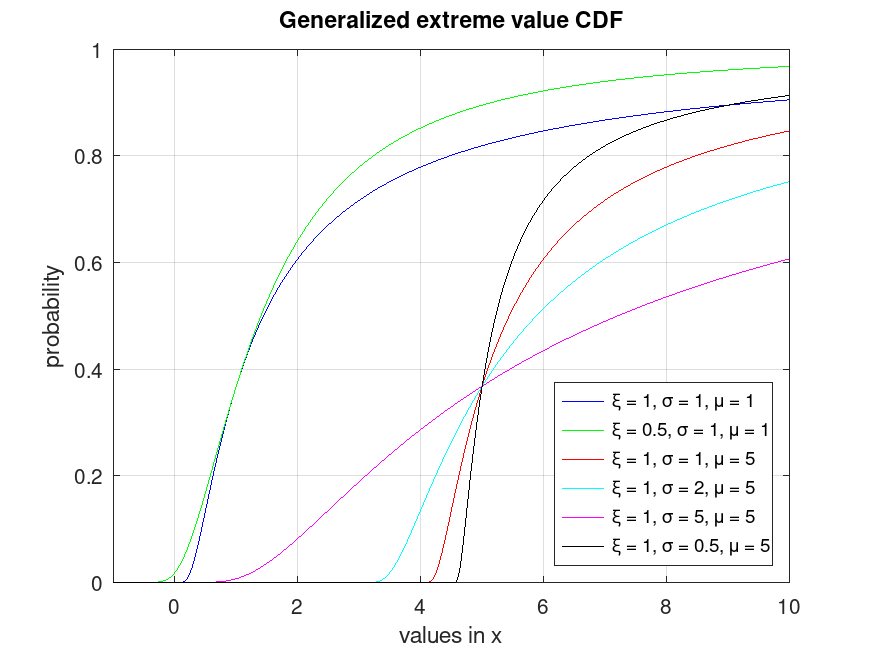 Generalized extreme value CDF
1
0.8
0.6
0.4
0.2
0
probability
ξ = 1, σ = 1, μ = 1
ξ = 0.5, σ = 1, μ = 1
ξ = 1, σ = 1, μ = 5
ξ = 1, σ = 2, μ = 5
ξ = 1, σ = 5, μ = 5
ξ = 1, σ = 0.5, μ = 5
0 2 4 6 8 10
values in x